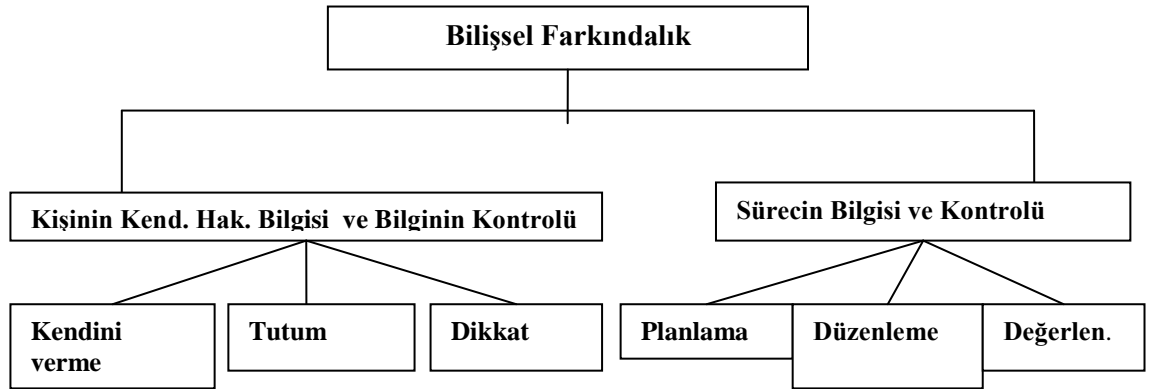 Bilişsel Farkındalık
Kişinin Kend. Hak. Bilgisi ve Bilginin Kontrolü
Sürecin Bilgisi ve Kontrolü
Kendini
verme
Tutum
Dikkat
Planlama
Düzenleme
Değerlen.